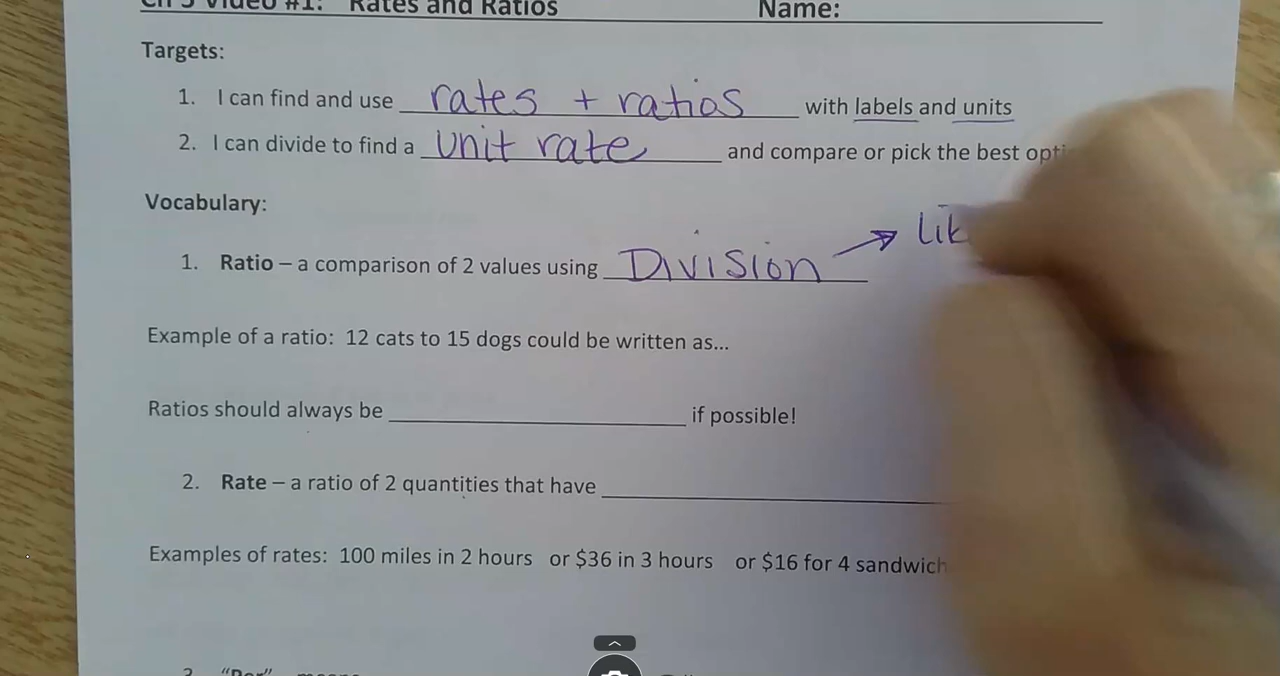 Video #1: Rates and Ratios Name:
Targets:
1. I can find and use rates + ratios with labels and units
2. I can divide to find a unit rate and compare or pick the best
Vocabulary:
1. Ratio – a comparison of 2 values using Division → lik
Example of a ratio: 12 cats to 15 dogs could be written as...
Ratios should always be ____________ if possible!
2. Rate – a ratio of 2 quantities that have ____________
Examples of rates: 100 miles in 2 hours or $36 in 3 hours or $16 for 4 sandwich